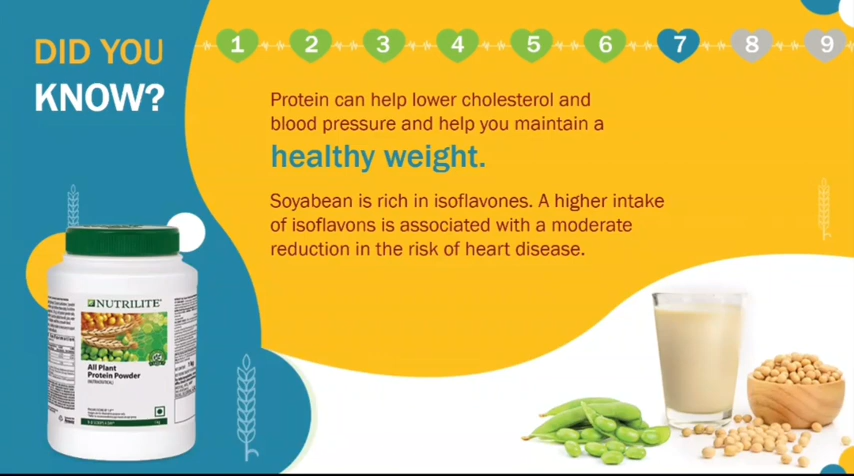 DID YOU
KNOW?
1 2 3 4 5 6 7 8 9
Protein can help lower cholesterol and
blood pressure and help you maintain a
healthy weight.
Soyabean is rich in isoflavones. A higher intake
of isoflavons is associated with a moderate
reduction in the risk of heart disease.
NUTRILITE
All Plant
Protein Powder